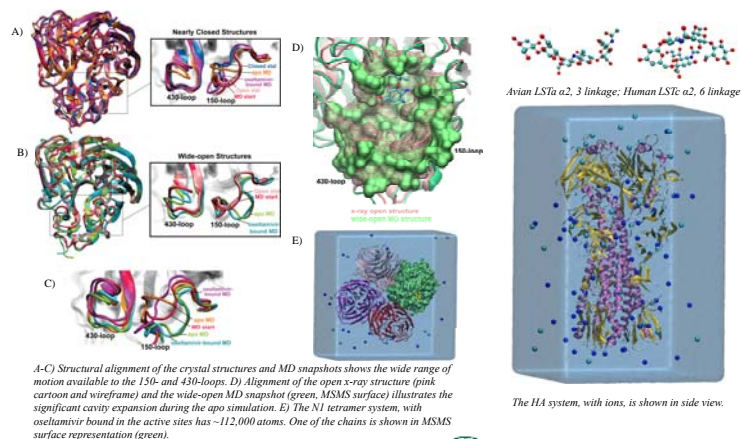 A)
Nearly Closed Structures
Closed xtal
apo MD
oseltamivir-
bound MD
Open xtal
MD start
430-loop
150-loop
B)
Wide-open Structures
Open xtal
MD start
apo MD
oseltamivir
bound MD
430-loop
150-loop
C)
oseltamivir-
bound MD
apo MD
MD start
apo MD
oseltamivir-bound MD
430-loop
150-loop
A-C) Structural alignment of the crystal structures and MD snapshots shows the wide range of
motion available to the 150- and 430-loops. D) Alignment of the open x-ray structure (pink
cartoon and wireframe) and the wide-open MD snapshot (green, MSMS surface) illustrates the
significant cavity expansion during the apo simulation. E) The N1 tetramer system, with
oseltamivir bound in the active sites has ~112,000 atoms. One of the chains is shown in MSMS
surface representation (green).
D)
150-loop
430-loop
x-ray open structure
wide-open MD structure
E)
Avian LSTa α2, 3 linkage; Human LSTc α2, 6 linkage
The HA system, with ions, is shown in side view.